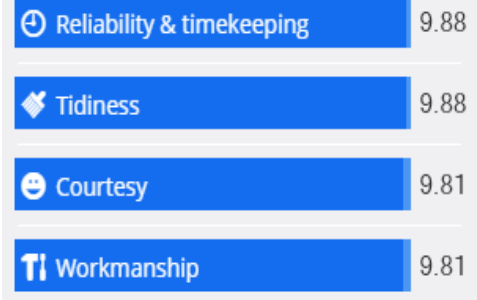 Reliability & timekeeping 9.88
Tidiness 9.88
Courtesy 9.81
Workmanship 9.81